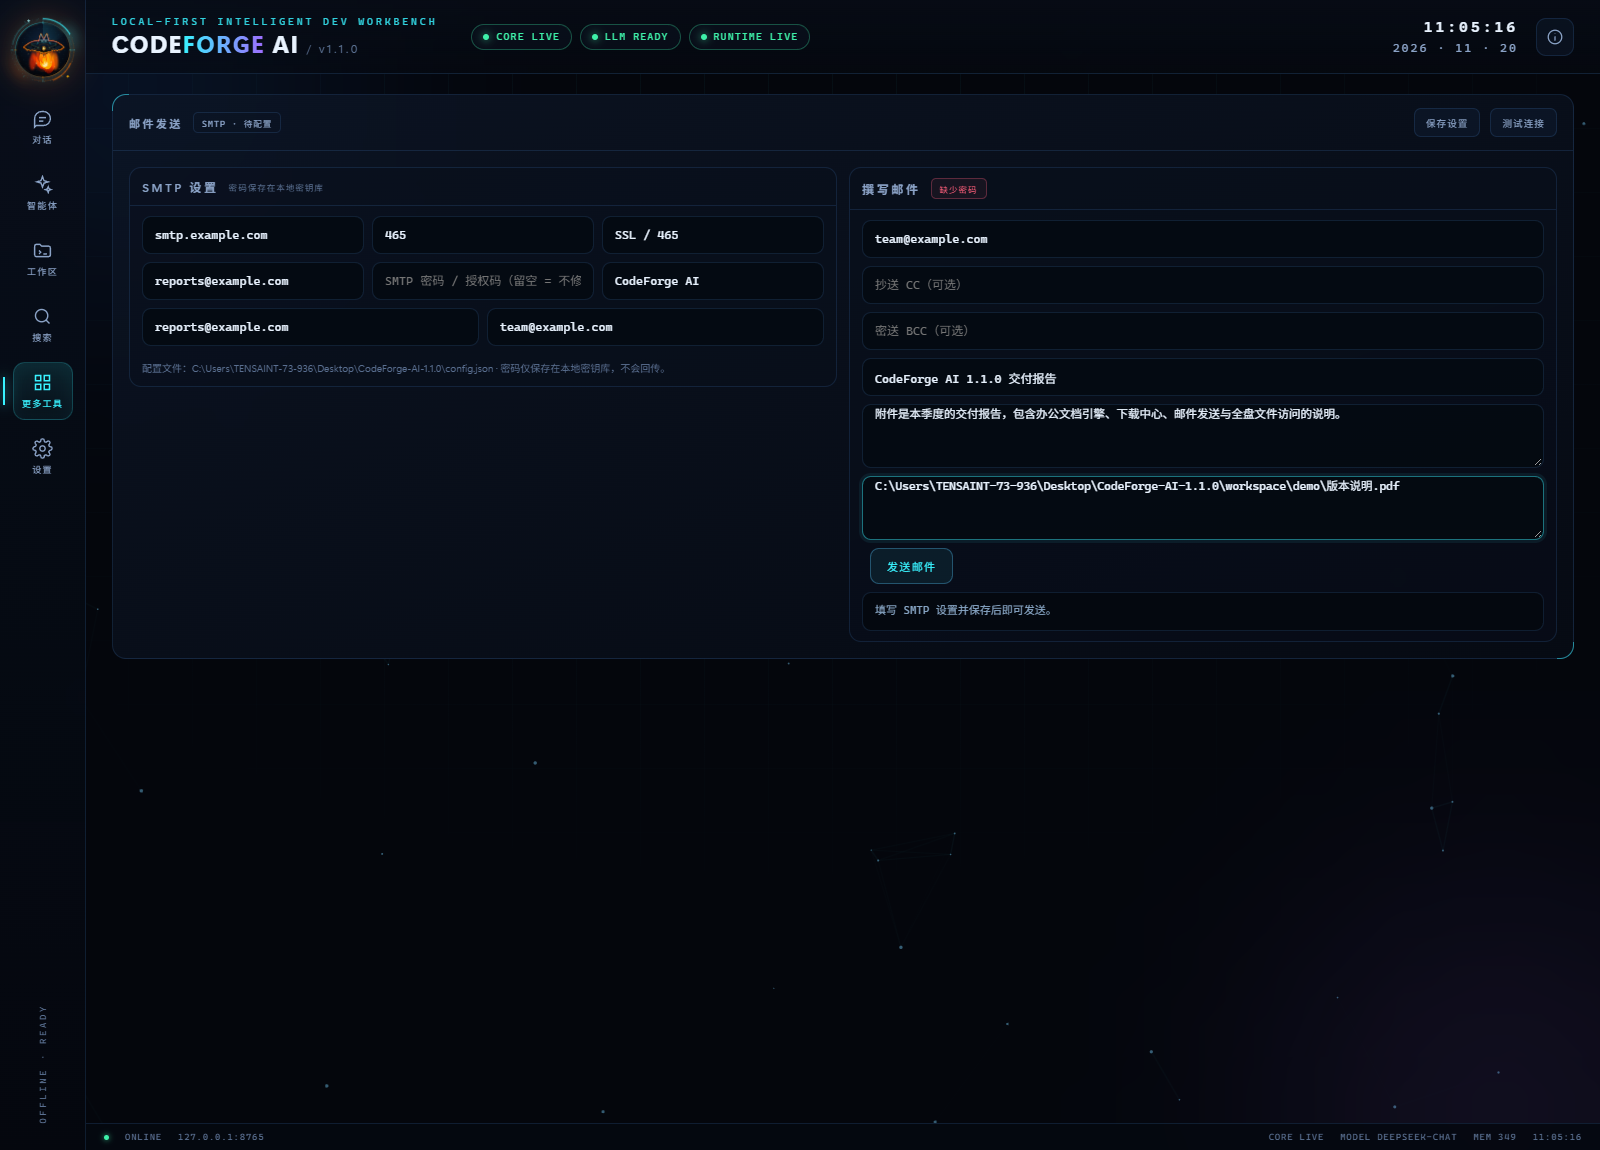 LOCAL-FIRST INTELLIGENT DEV WORKBENCH
CODEFORGE AI / v1.1.0
CORE LIVE
LLM READY
RUNTIME LIVE
11:05:16
2026 · 11 · 20
对话
智能体
工作区
搜索
更多工具
设置
OFFLINE · READY
邮件发送
SMTP · 待配置
保存设置
测试连接
SMTP 设置
密码保存在本地密钥库
smtp.example.com
465
SSL / 465
reports@example.com
SMTP 密码 / 授权码（留空 = 不修
CodeForge AI
reports@example.com
team@example.com
配置文件：C:\Users\TENSAINT-73-936\Desktop\CodeForge-AI-1.1.0\config.json · 密码仅保存在本地密钥库，不会回传。
撰写邮件
缺少密码
team@example.com
抄送 CC（可选）
密送 BCC（可选）
CodeForge AI 1.1.0 交付报告
附件是本季度的交付报告，包含办公文档引擎、下载中心、邮件发送与全盘文件访问的说明。
C:\Users\TENSAINT-73-936\Desktop\CodeForge-AI-1.1.0\workspace\demo\版本说明.pdf
发送邮件
填写 SMTP 设置并保存后即可发送。
ONLINE
127.0.0.1:8765
CORE LIVE
MODEL DEEPSEEK-CHAT
MEM 349
11:05:16